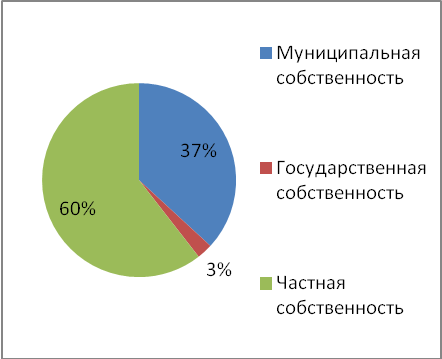 Муниципальная
собственность
37%
Государственная
собственность
60%
3%
Частная
собственность